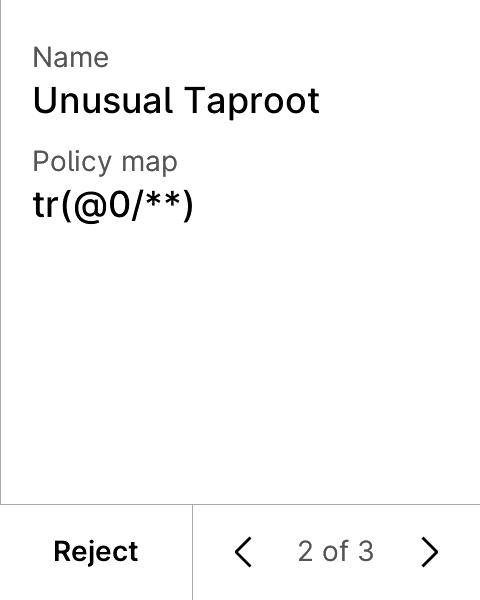 Name
Unusual Taproot
Policy map
tr(@0/**)
Reject
2 of 3